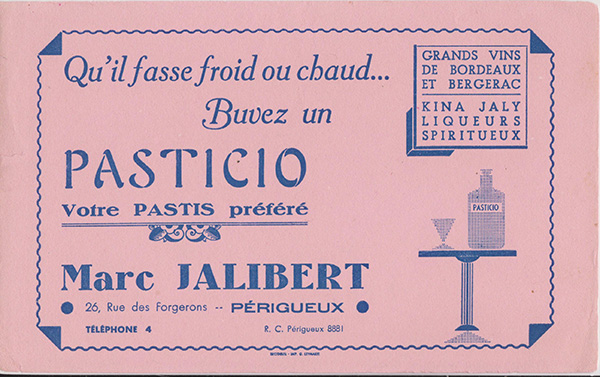 Qu'il fasse froid ou chaud...
Buvez un
PASTICIO
Votre PASTIS préféré
Marc JALIBERT
26, Rue des Forgerons -- PÉRIGUEUX
TÉLÉPHONE 4
R. C. Périgueux 8881
GRANDS VINS
DE BORDEAUX
ET BERGERAC
KINA JALY
LIQUEURS
SPIRITUEUX
PASTICIO